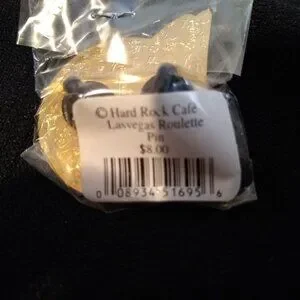 © Hard Rock Cafe
Lasvegas Roulette
Pin
$8.00
0 08934 51695 6